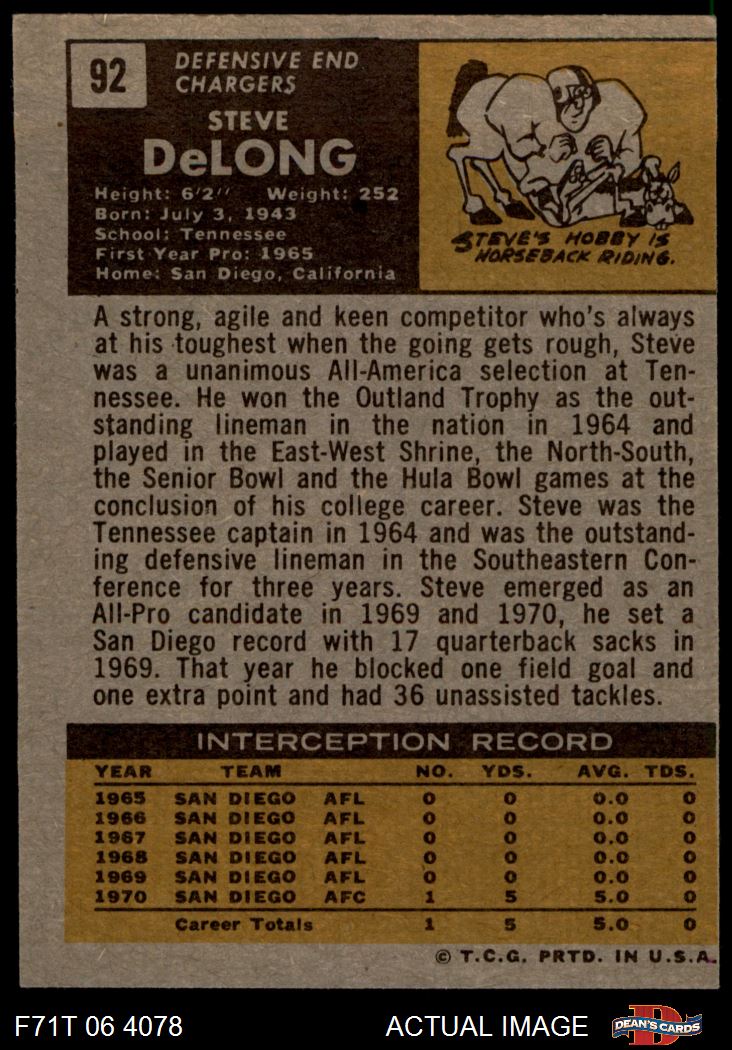 92
DEFENSIVE END
CHARGERS
STEVE
DeLONG
Height: 6'2" Weight: 252
Born: July 3, 1943
School: Tennessee
First Year Pro: 1965
Home: San Diego, California
STEVE'S HOBBY IS
HORSEBACK RIDING.
A strong, agile and keen competitor who's always
at his toughest when the going gets rough, Steve
was a unanimous All-America selection at Ten-
nessee. He won the Outland Trophy as the out-
standing lineman in the nation in 1964 and
played in the East-West Shrine, the North-South,
the Senior Bowl and the Hula Bowl games at the
conclusion of his college career. Steve was the
Tennessee captain in 1964 and was the outstand-
ing defensive lineman in the Southeastern Con-
ference for three years. Steve emerged as an
All-Pro candidate in 1969 and 1970, he set a
San Diego record with 17 quarterback sacks in
1969. That year he blocked one field goal and
one extra point and had 36 unassisted tackles.
INTERCEPTION RECORD
YEAR TEAM NO. YDS. AVG. TDS.
1965 SAN DIEGO AFL 0 0 0.0 0
1966 SAN DIEGO AFL 0 0 0.0 0
1967 SAN DIEGO AFL 0 0 0.0 0
1968 SAN DIEGO AFL 0 0 0.0 0
1969 SAN DIEGO AFL 0 0 0.0 0
1970 SAN DIEGO AFC 1 5 5.0 0
Career Totals 1 5 5.0 0
© T.C.G. PRTD. IN U.S.A.
F71T 06 4078 ACTUAL IMAGE
D
DEAN'S CARDS